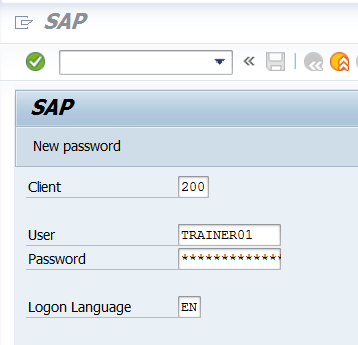 SAP
SAP
New password
Client 200
User TRAINER01
Password *************
Logon Language EN